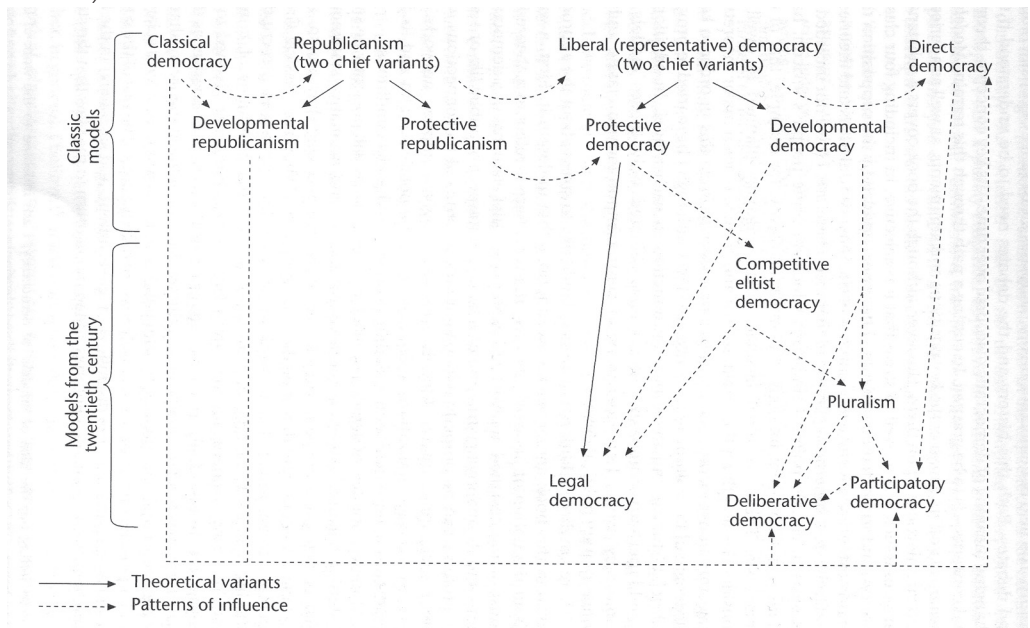 Classical
democracy
Republicanism
(two chief variants)
Liberal (representative) democracy
(two chief variants)
Direct
democracy
Developmental
republicanism
Protective
republicanism
Protective
democracy
Developmental
democracy
Classic
models
Competitive
elitist
democracy
Models from the
twentieth century
Pluralism
Legal
democracy
Deliberative
democracy
Participatory
democracy
Theoretical variants
Patterns of influence